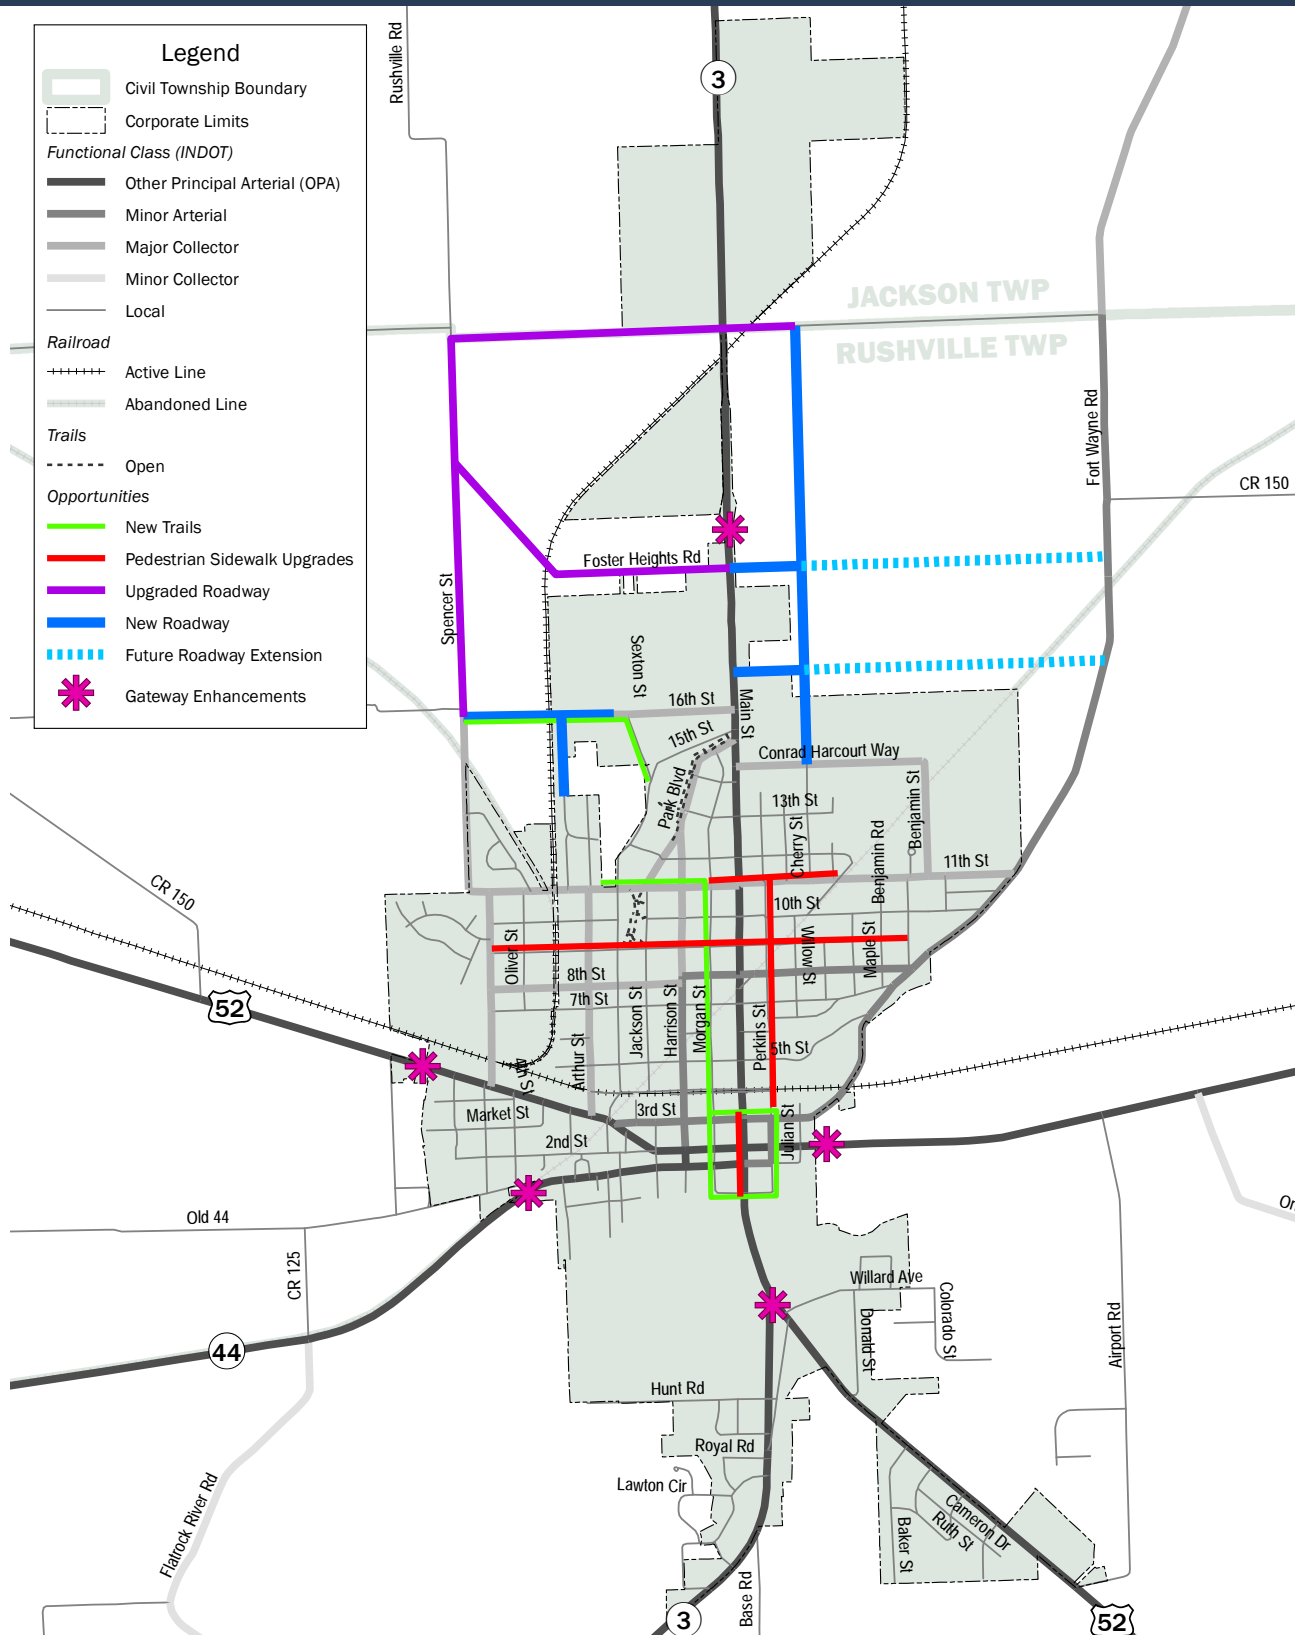 Legend
Civil Township Boundary
Corporate Limits
Functional Class (INDOT)
Other Principal Arterial (OPA)
Minor Arterial
Major Collector
Minor Collector
Local
Railroad
Active Line
Abandoned Line
Trails
Open
Opportunities
New Trails
Pedestrian Sidewalk Upgrades
Upgraded Roadway
New Roadway
Future Roadway Extension
Gateway Enhancements
Rushville Rd
3
JACKSON TWP
RUSHVILLE TWP
Fort Wayne Rd
CR 150
Foster Heights Rd
Spencer St
Sexton St
16th St
Main St
15th St
Conrad Harcourt Way
Park Blvd
13th St
Cherry St
Benjamin St
Benjamin Rd
11th St
CR 150
10th St
Oliver St
Willow St
Maple St
8th St
7th St
52
Jackson St
Harrison St
Morgan St
Perkins St
Arthur St
5th St
4th St
Market St
3rd St
Julian St
2nd St
Old 44
CR 125
44
Willard Ave
Donald St
Colorado St
Airport Rd
Hunt Rd
Royal Rd
Lawton Cir
Flatrock River Rd
Cameron Dr
Ruth St
Baker St
Base Rd
3
52